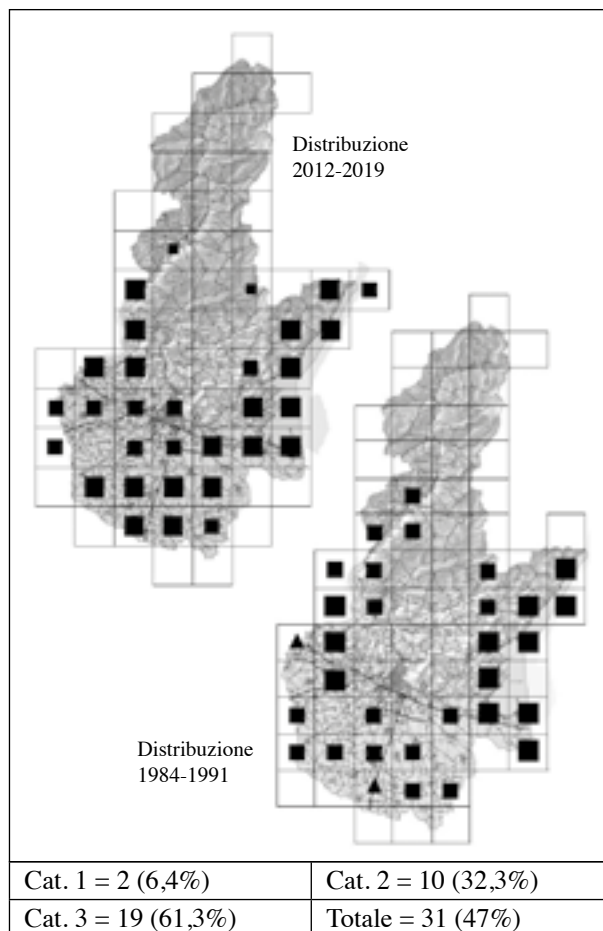 Distribuzione
2012-2019
Distribuzione
1984-1991
Cat. 1 = 2 (6,4%)
Cat. 2 = 10 (32,3%)
Cat. 3 = 19 (61,3%)
Totale = 31 (47%)